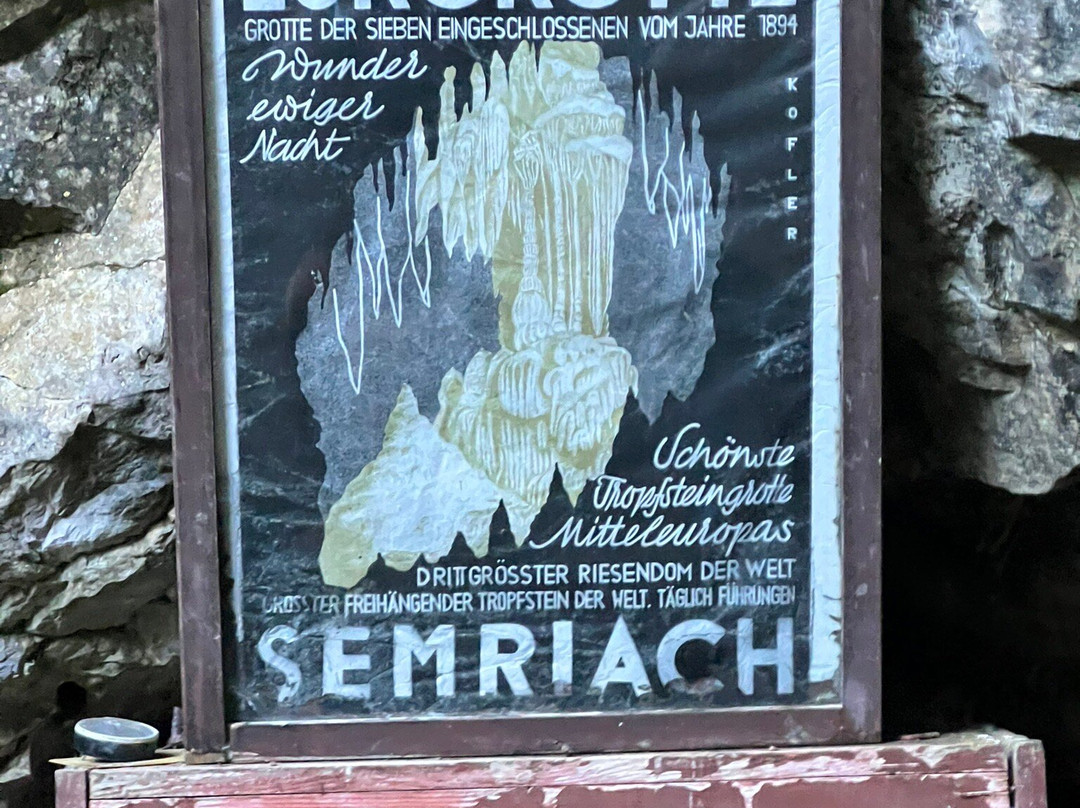 GROTTE DER SIEBEN EINGESCHLOSSENEN VOM JAHRE 1894
Wunder
ewiger
Nacht
KOFLER
Schönste
Tropfsteingrotte
Mitteleuropas
DRITTGRÖSSTER RIESENDOM DER WELT
GRÖSSTER FREIHÄNGENDER TROPFSTEIN DER WELT. TÄGLICH FÜHRUNGEN
SEMRIACH